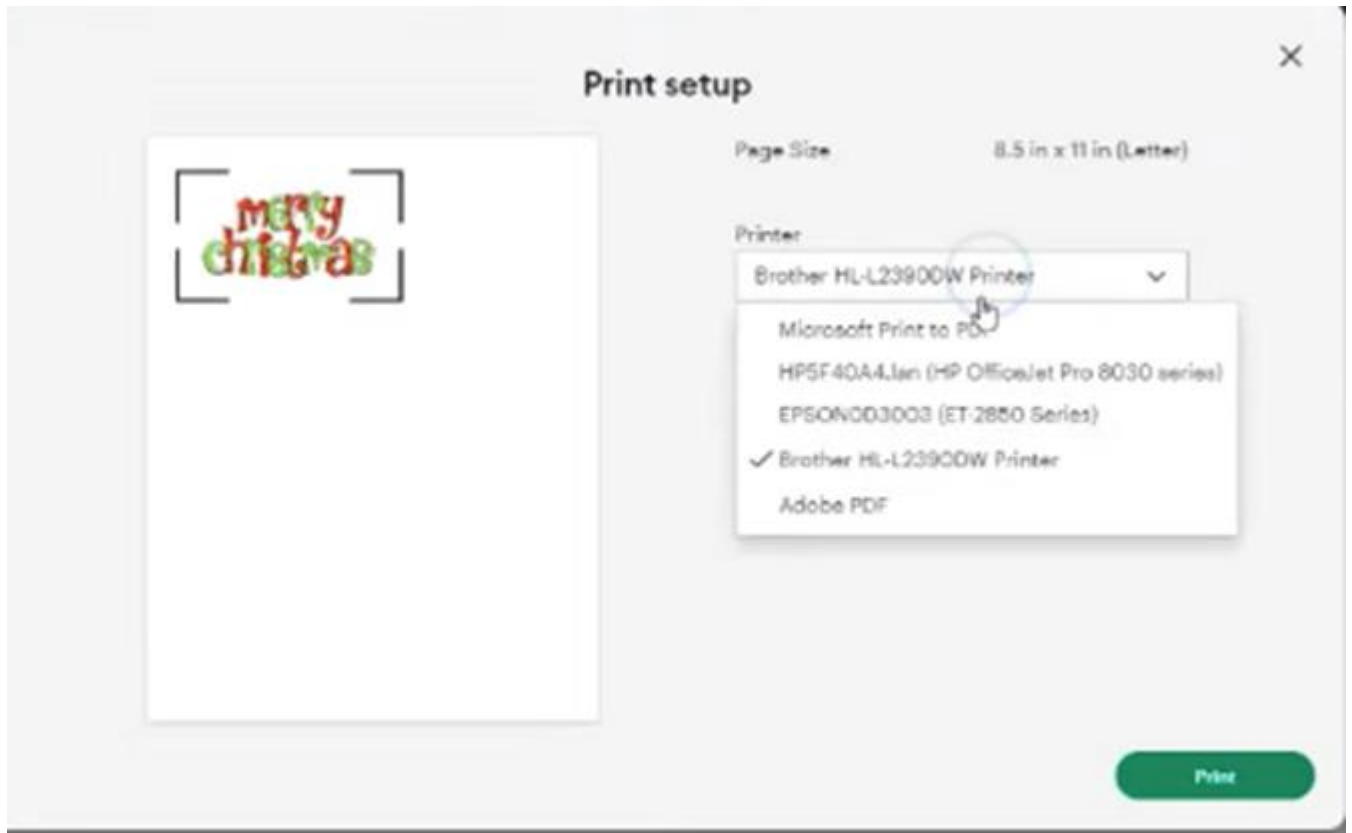 Print setup
merry
christmas
Page Size 8.5 in x 11 in (Letter)
Printer
Brother HL-L2390DW Printer
Microsoft Print to PDF
HP5F40A4.lan (HP OfficeJet Pro 8030 series)
EPSON0D3003 (ET-2850 Series)
Brother HL-L2390DW Printer
Adobe PDF
Print